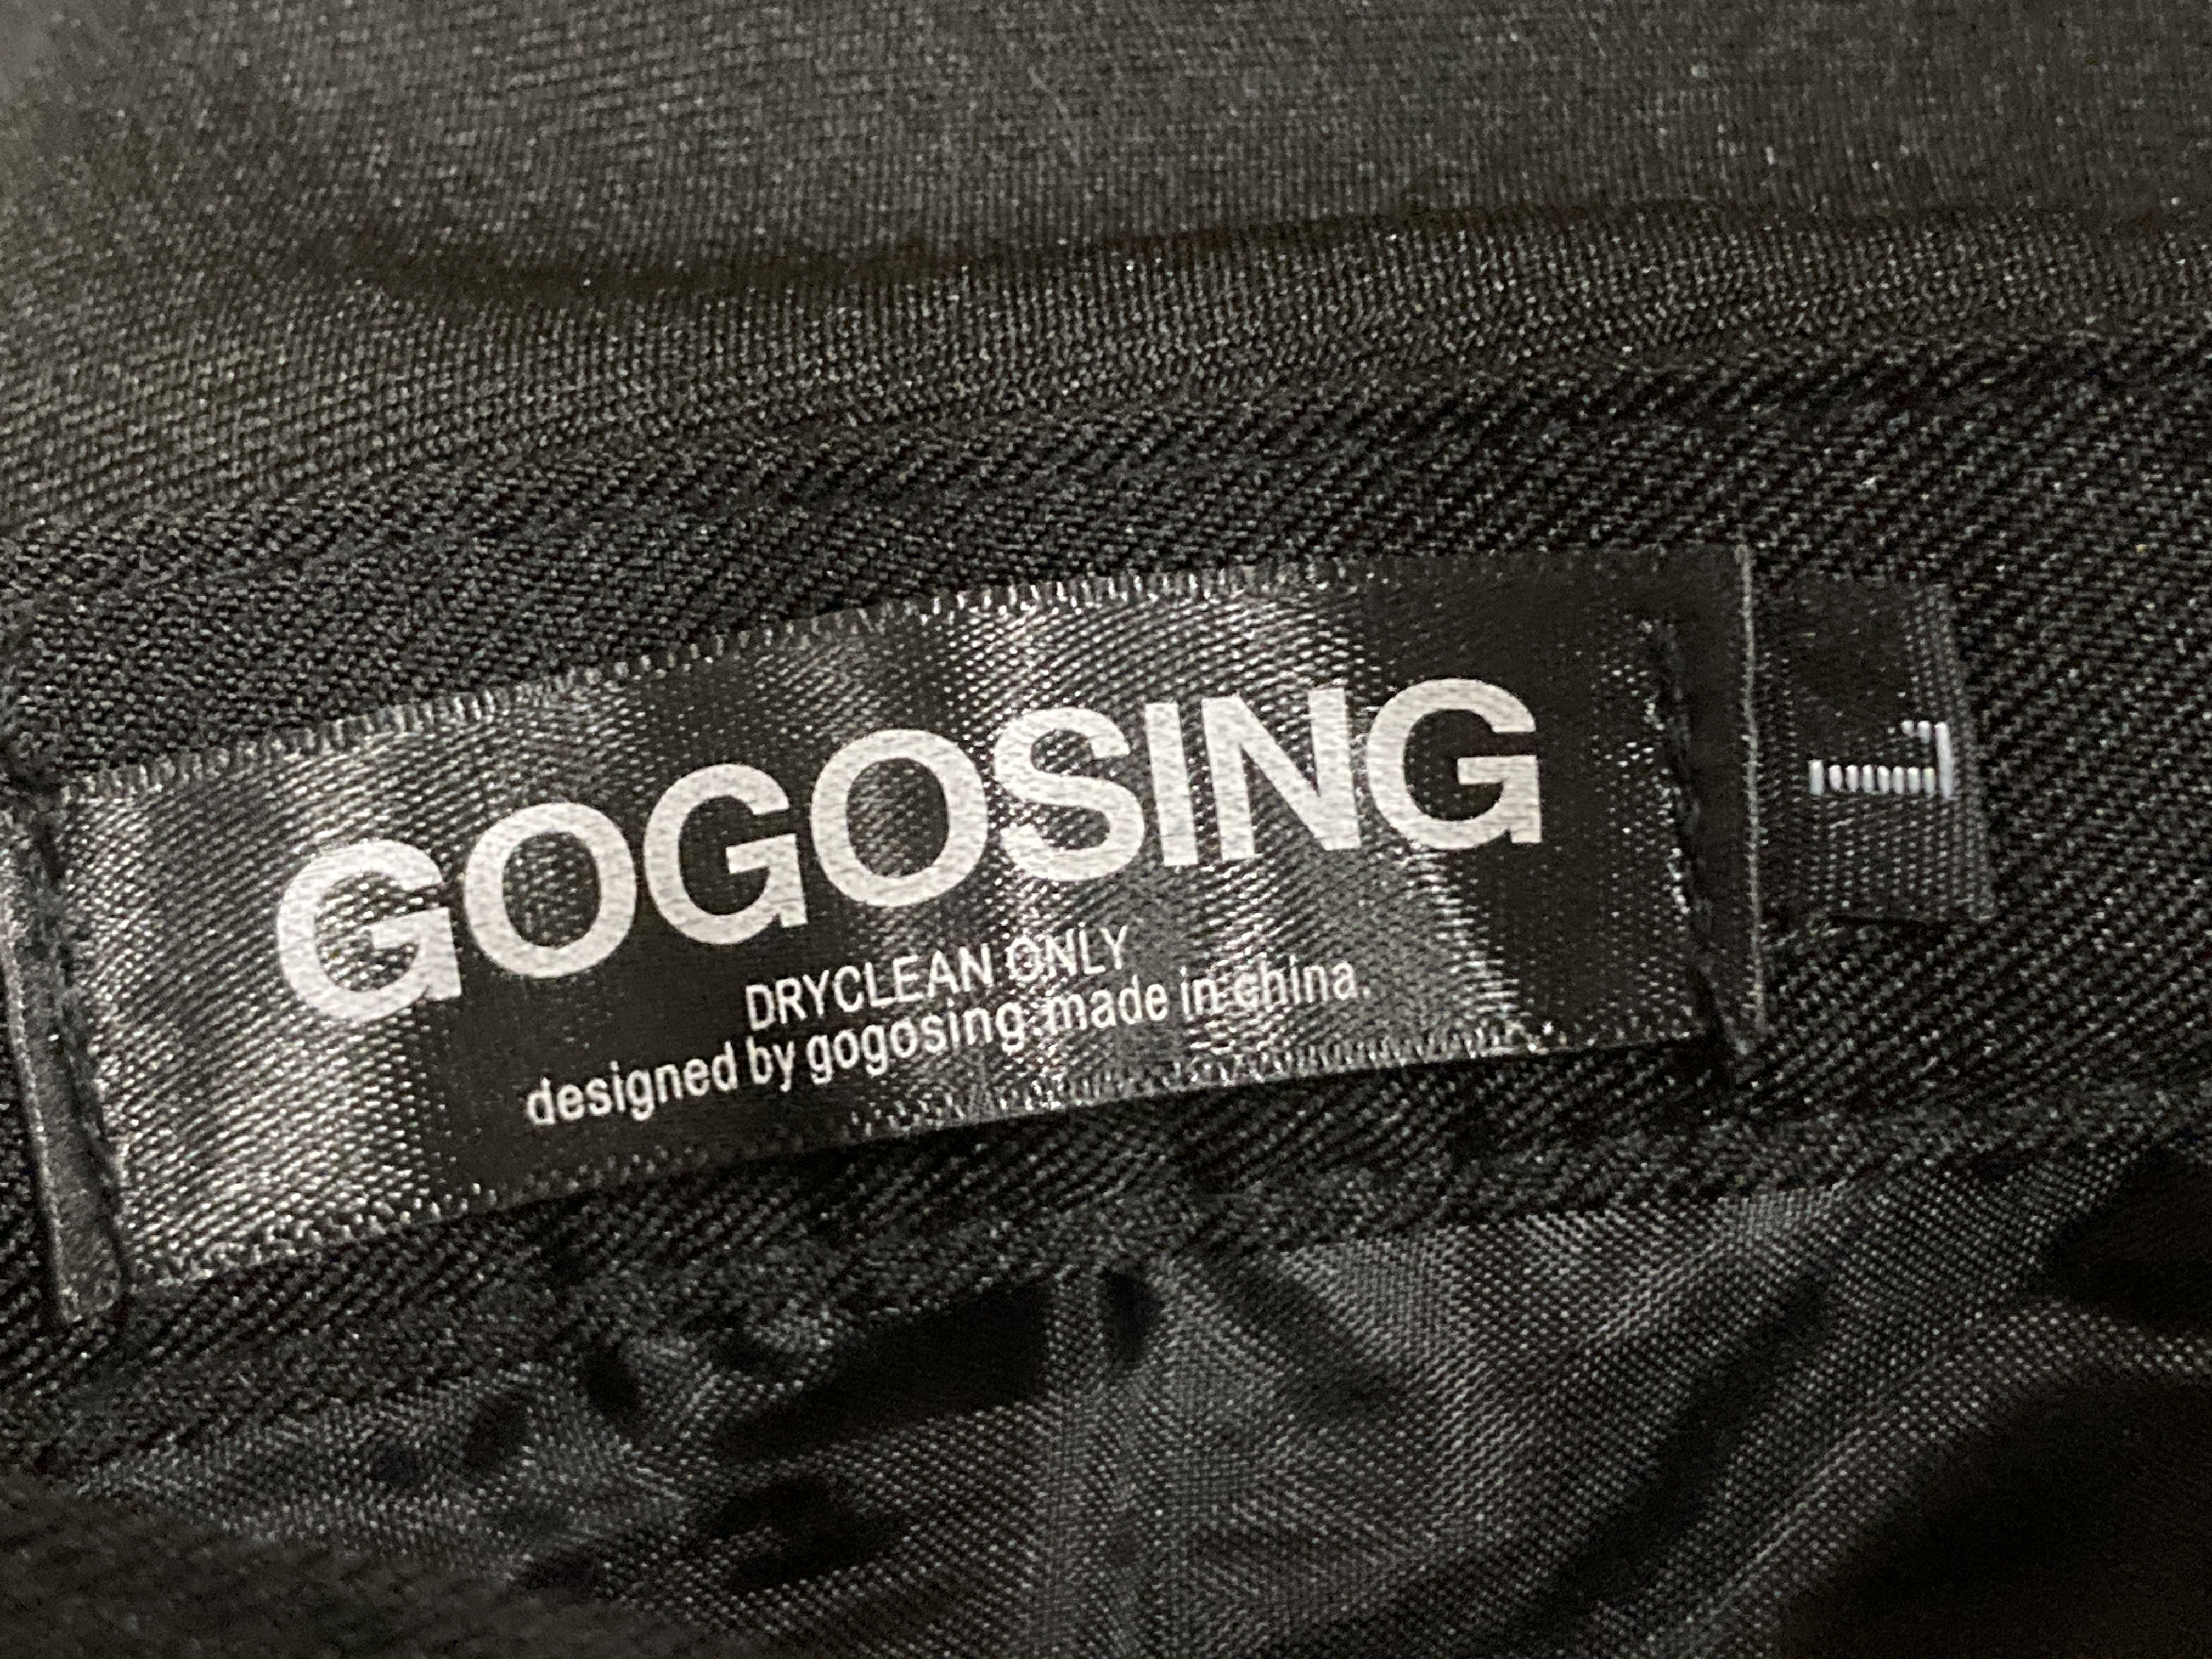 GOGOSING
DRYCLEAN ONLY
designed by gogosing.made in china.
L